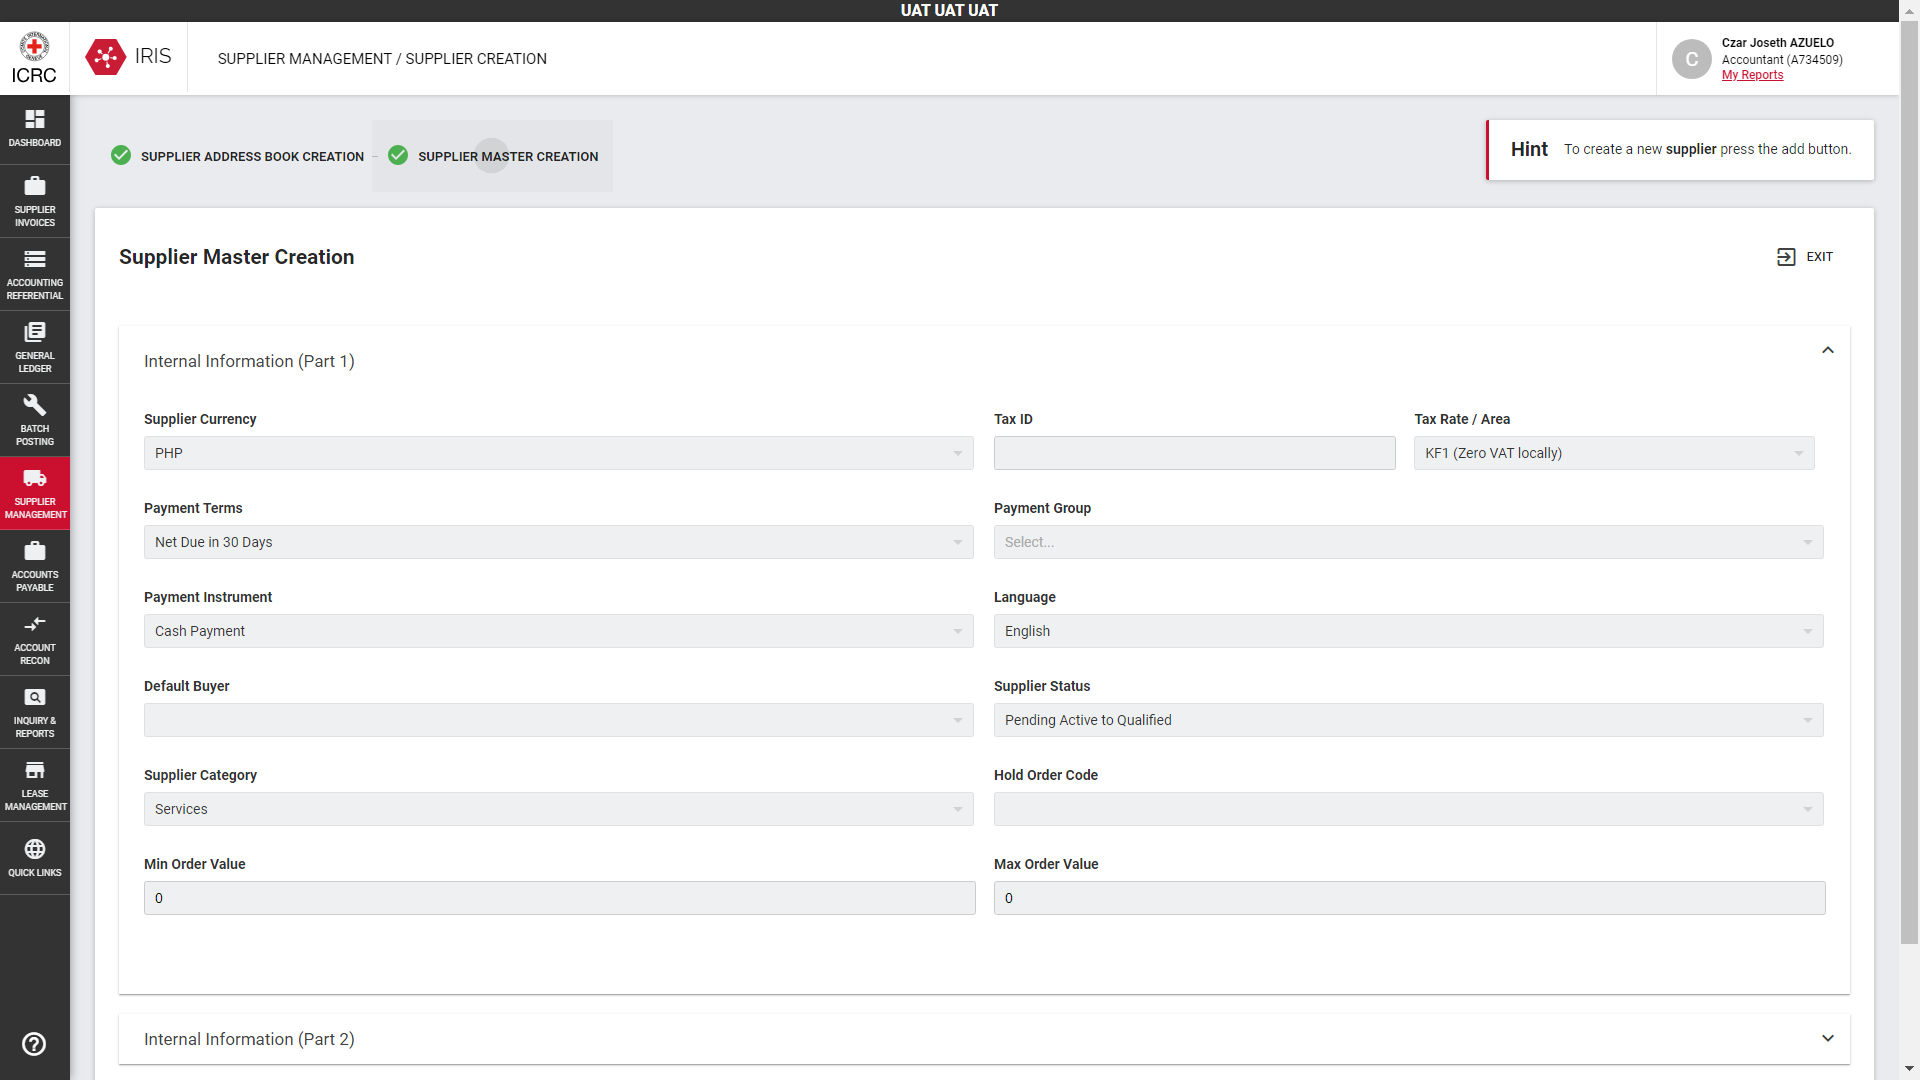 UAT UAT UAT
ICRC
IRIS
SUPPLIER MANAGEMENT / SUPPLIER CREATION
C
Czar Joseth AZUELO
Accountant (A734509)
My Reports
DASHBOARD
SUPPLIER
INVOICES
ACCOUNTING
REFERENTIAL
GENERAL
LEDGER
BATCH
POSTING
SUPPLIER
MANAGEMENT
ACCOUNTS
PAYABLE
ACCOUNT
RECON
INQUIRY &
REPORTS
LEASE
MANAGEMENT
QUICK LINKS
SUPPLIER ADDRESS BOOK CREATION
SUPPLIER MASTER CREATION
Hint To create a new supplier press the add button.
Supplier Master Creation
EXIT
Internal Information (Part 1)
Supplier Currency
PHP
Tax ID
Tax Rate / Area
KF1 (Zero VAT locally)
Payment Terms
Net Due in 30 Days
Payment Group
Select...
Payment Instrument
Cash Payment
Language
English
Default Buyer
Supplier Status
Pending Active to Qualified
Supplier Category
Services
Hold Order Code
Min Order Value
0
Max Order Value
0
Internal Information (Part 2)